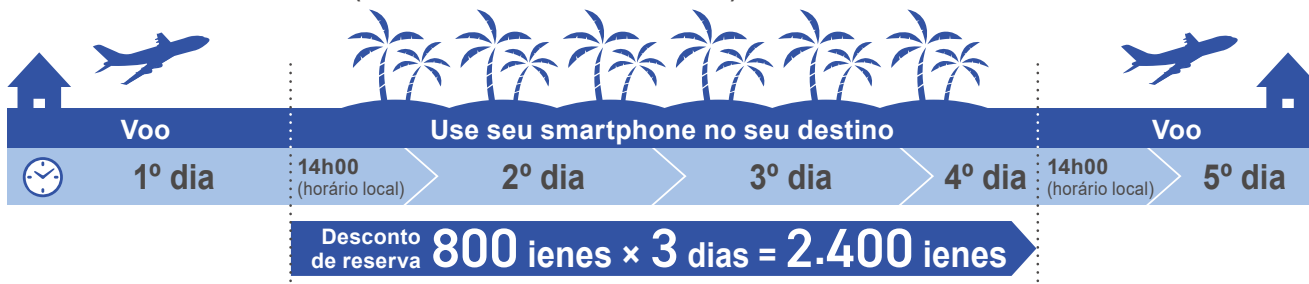 Voo
Use seu smartphone no seu destino
Voo
1º dia
14h00
(horário local)
2º dia
3º dia
4º dia
14h00
(horário local)
5º dia
Desconto
de reserva
800 ienes × 3 dias = 2.400 ienes